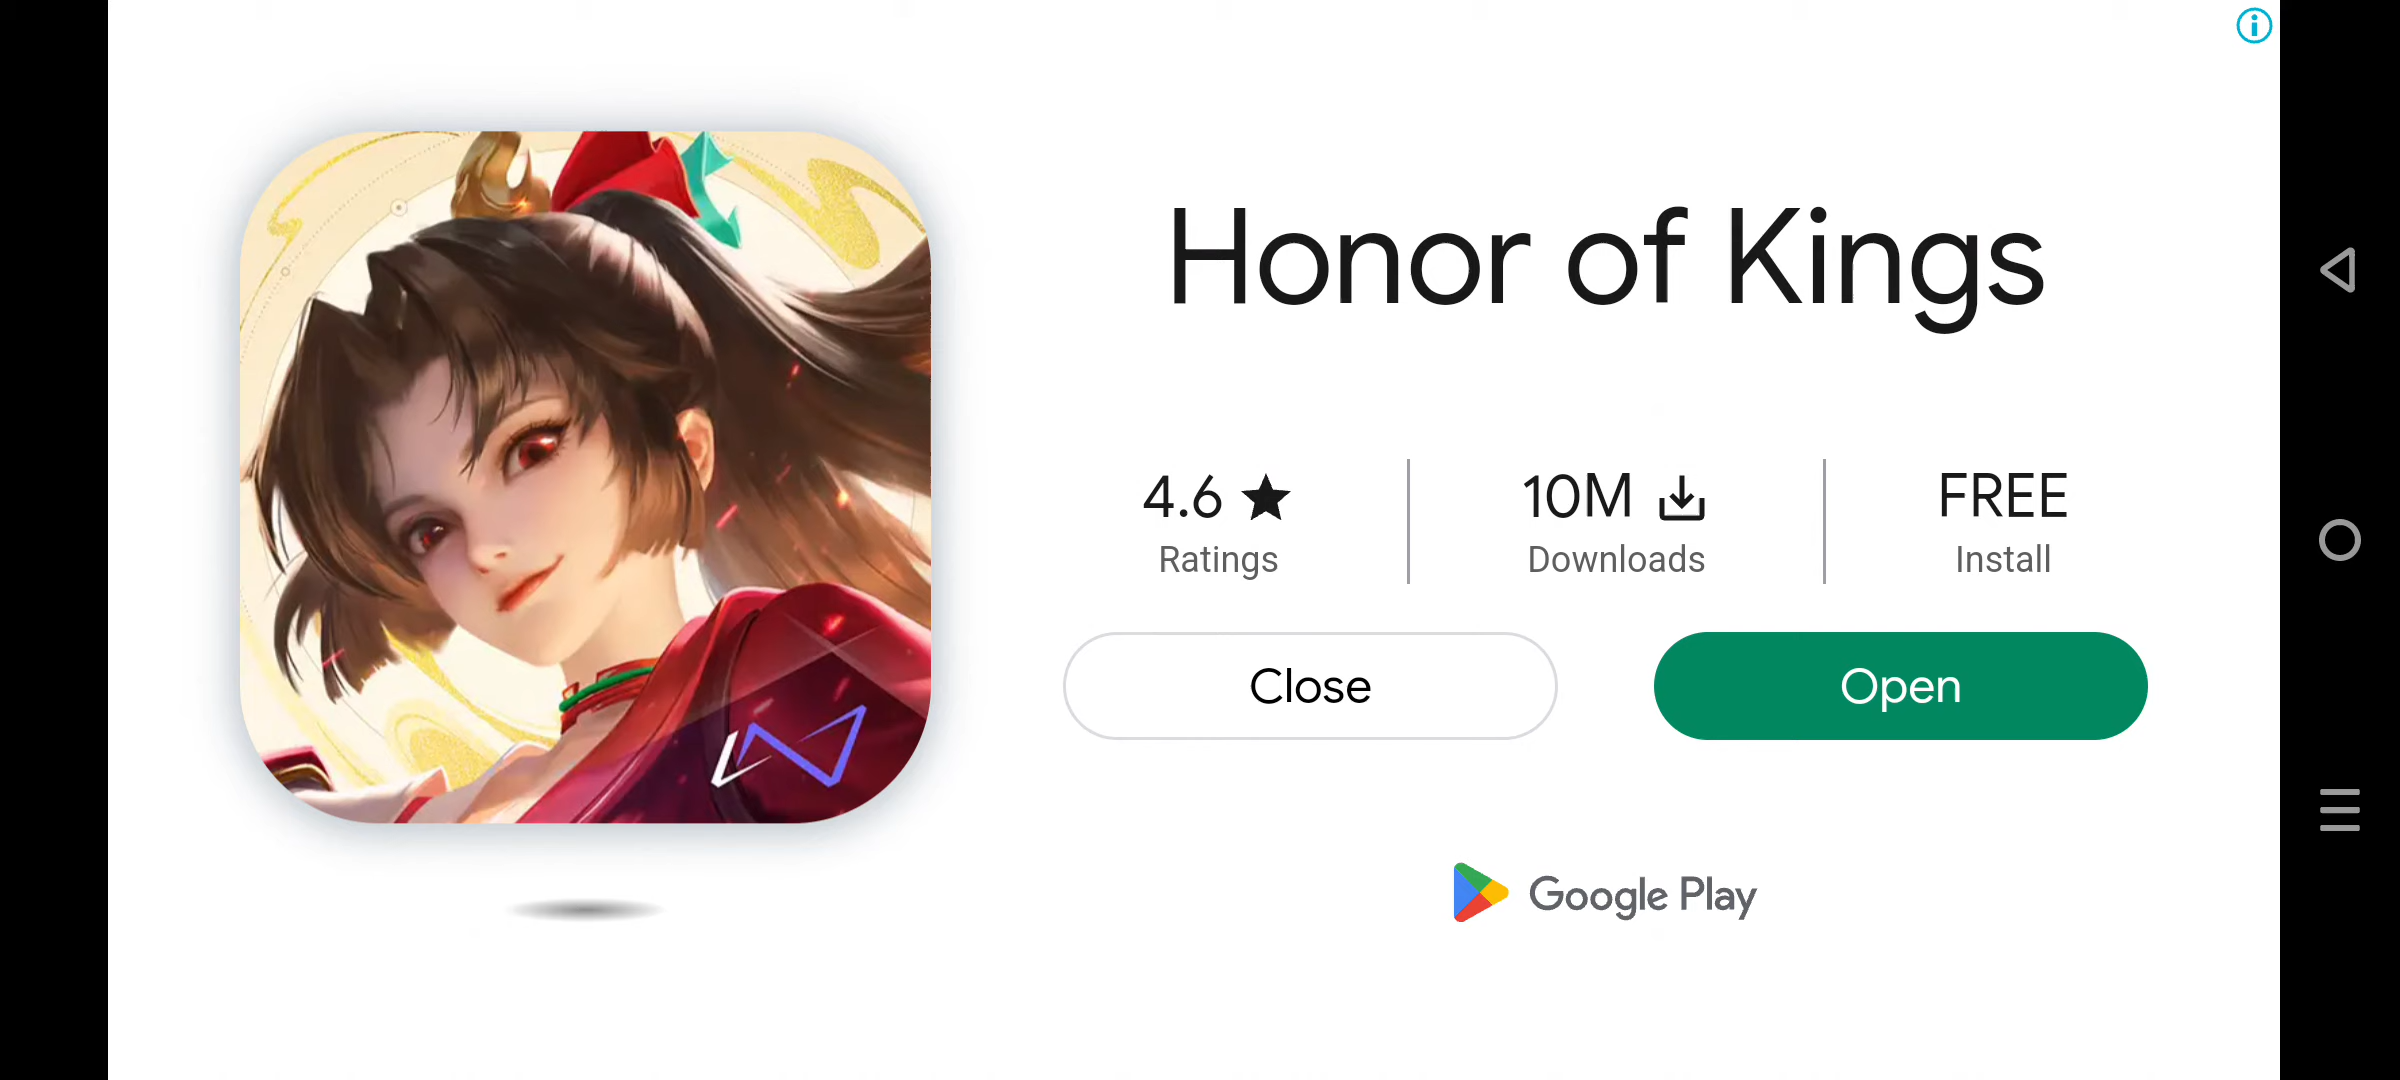 Honor of Kings
4.6 10M FREE
Ratings Downloads Install
Close Open
Google Play